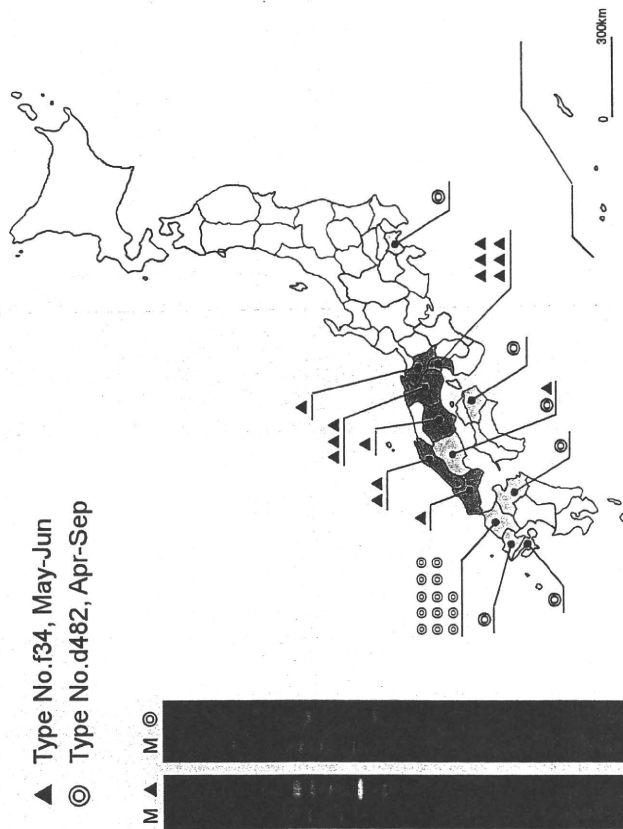 ▲ Type No.f34, May-Jun
◎ Type No.d482, Apr-Sep
M ▲
M ◎
0 300km